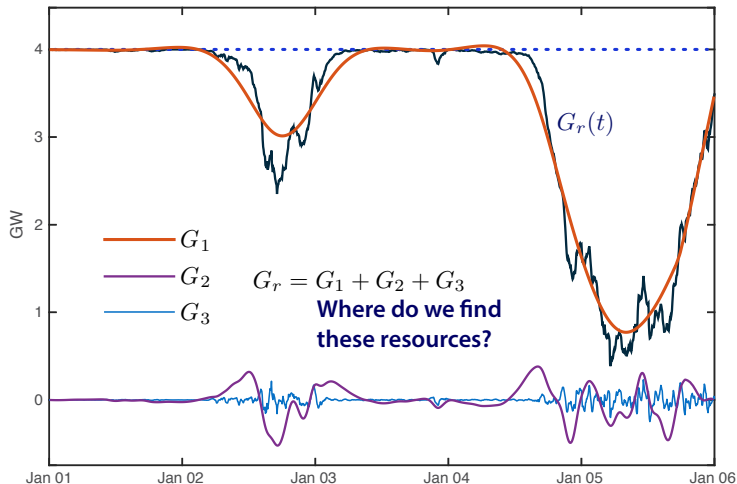 4
3
2
1
0
GW
G_r(t)
G_1
G_2
G_3
G_r = G_1 + G_2 + G_3
Where do we find
these resources?
Jan 01
Jan 02
Jan 03
Jan 04
Jan 05
Jan 06